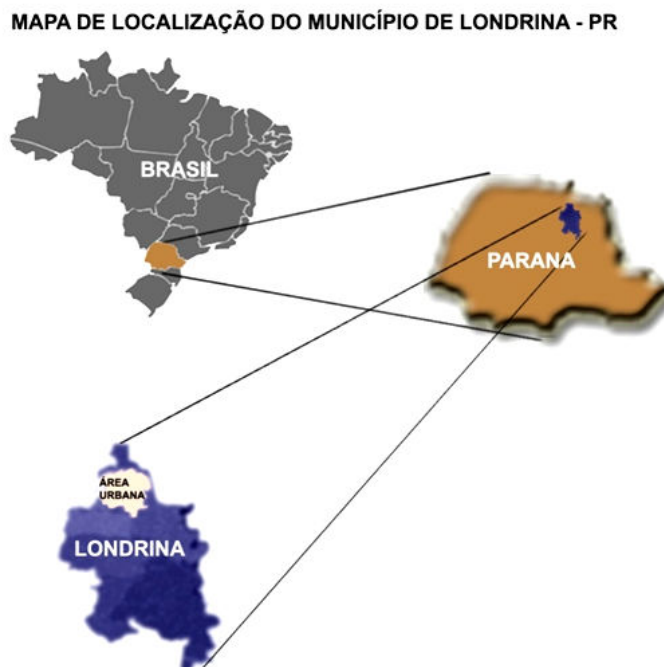 MAPA DE LOCALIZAÇÃO DO MUNICÍPIO DE LONDRINA - PR
BRASIL
PARANA
ÁREA
URBANA
LONDRINA